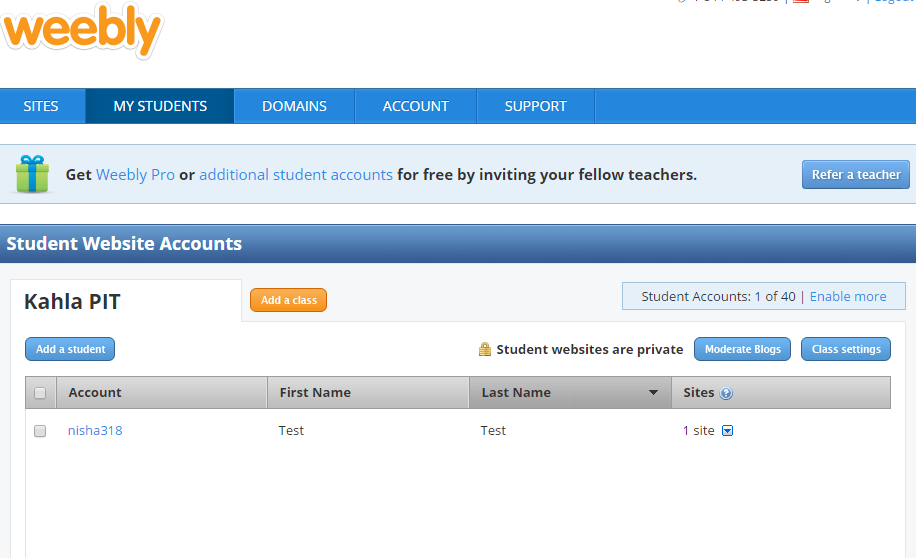 weebly
SITES MY STUDENTS DOMAINS ACCOUNT SUPPORT
Get Weebly Pro or additional student accounts for free by inviting your fellow teachers. Refer a teacher
Student Website Accounts
Kahla PIT Add a class Student Accounts: 1 of 40 | Enable more
Add a student Student websites are private Moderate Blogs Class settings
Account First Name Last Name Sites ?
nisha318 Test Test 1 site